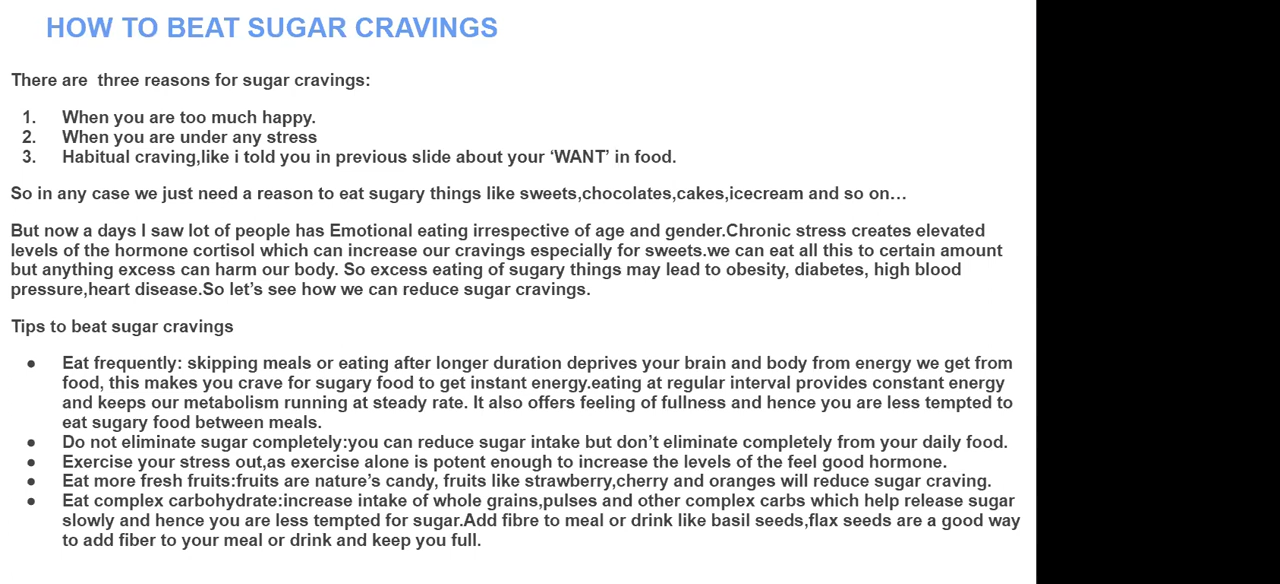 HOW TO BEAT SUGAR CRAVINGS
There are  three reasons for sugar cravings:
1. When you are too much happy.
2. When you are under any stress
3. Habitual craving,like i told you in previous slide about your ‘WANT’ in food.
So in any case we just need a reason to eat sugary things like sweets,chocolates,cakes,icecream and so on…
But now a days I saw lot of people has Emotional eating irrespective of age and gender.Chronic stress creates elevated
levels of the hormone cortisol which can increase our cravings especially for sweets.we can eat all this to certain amount
but anything excess can harm our body. So excess eating of sugary things may lead to obesity, diabetes, high blood
pressure,heart disease.So let’s see how we can reduce sugar cravings.
Tips to beat sugar cravings
● Eat frequently: skipping meals or eating after longer duration deprives your brain and body from energy we get from
food, this makes you crave for sugary food to get instant energy.eating at regular interval provides constant energy
and keeps our metabolism running at steady rate. It also offers feeling of fullness and hence you are less tempted to
eat sugary food between meals.
● Do not eliminate sugar completely:you can reduce sugar intake but don’t eliminate completely from your daily food.
● Exercise your stress out,as exercise alone is potent enough to increase the levels of the feel good hormone.
● Eat more fresh fruits:fruits are nature’s candy, fruits like strawberry,cherry and oranges will reduce sugar craving.
● Eat complex carbohydrate:increase intake of whole grains,pulses and other complex carbs which help release sugar
slowly and hence you are less tempted for sugar.Add fibre to meal or drink like basil seeds,flax seeds are a good way
to add fiber to your meal or drink and keep you full.